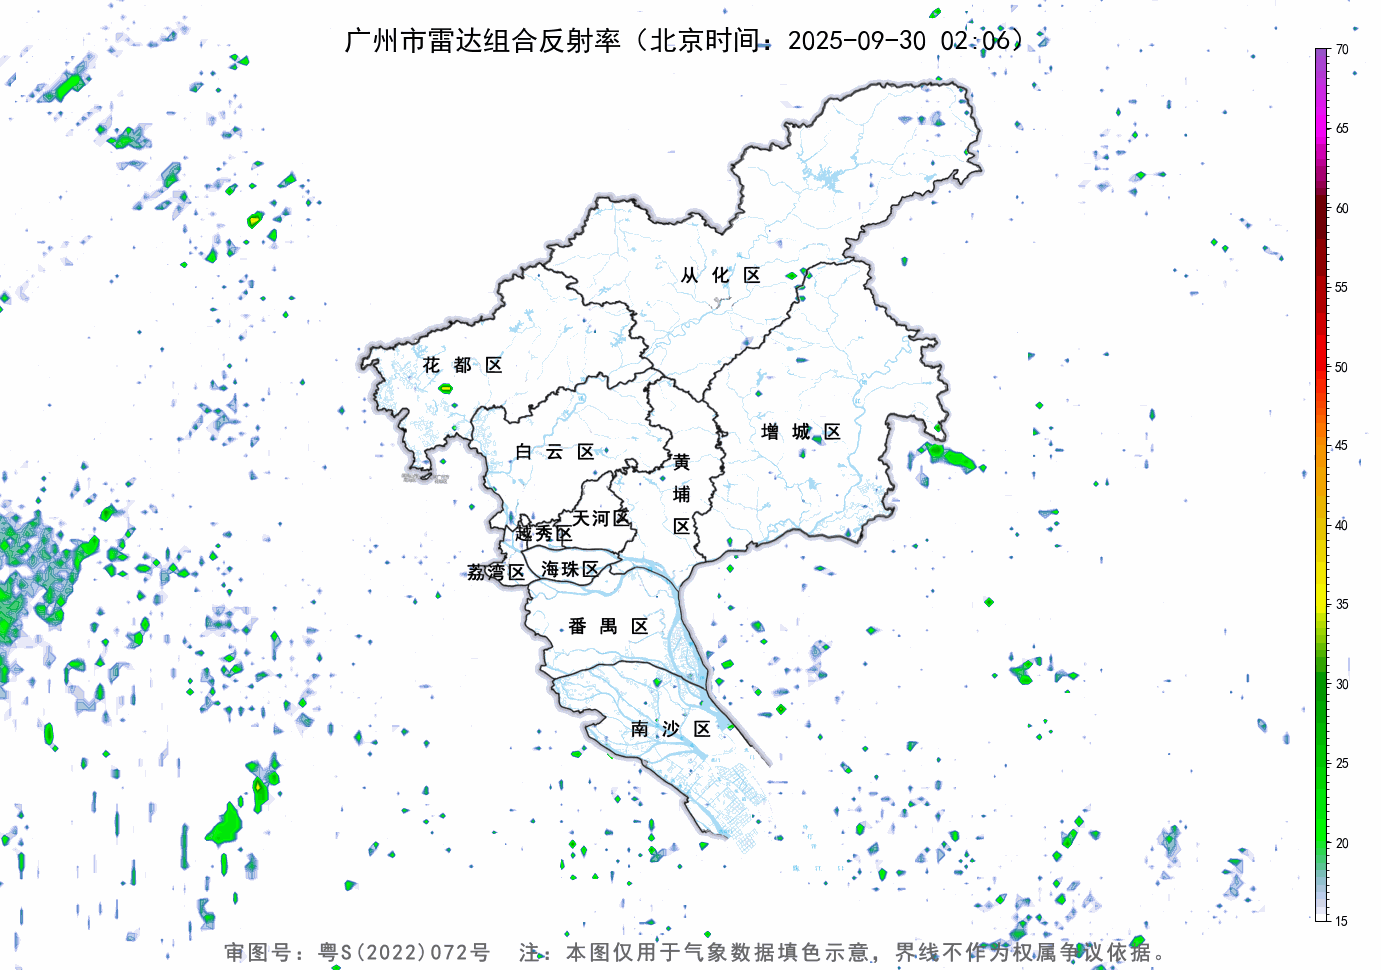 广州市雷达组合反射率（北京时间：2025-09-30 02:06）
70
65
60
55
50
45
40
35
30
25
20
15
从化区
花都区
增城区
白云区
黄埔区
天河区
越秀区
荔湾区
海珠区
番禺区
南沙区
审图号：粤S(2022)072号 注：本图仅用于气象数据填色示意，界线不作为权属争议依据。